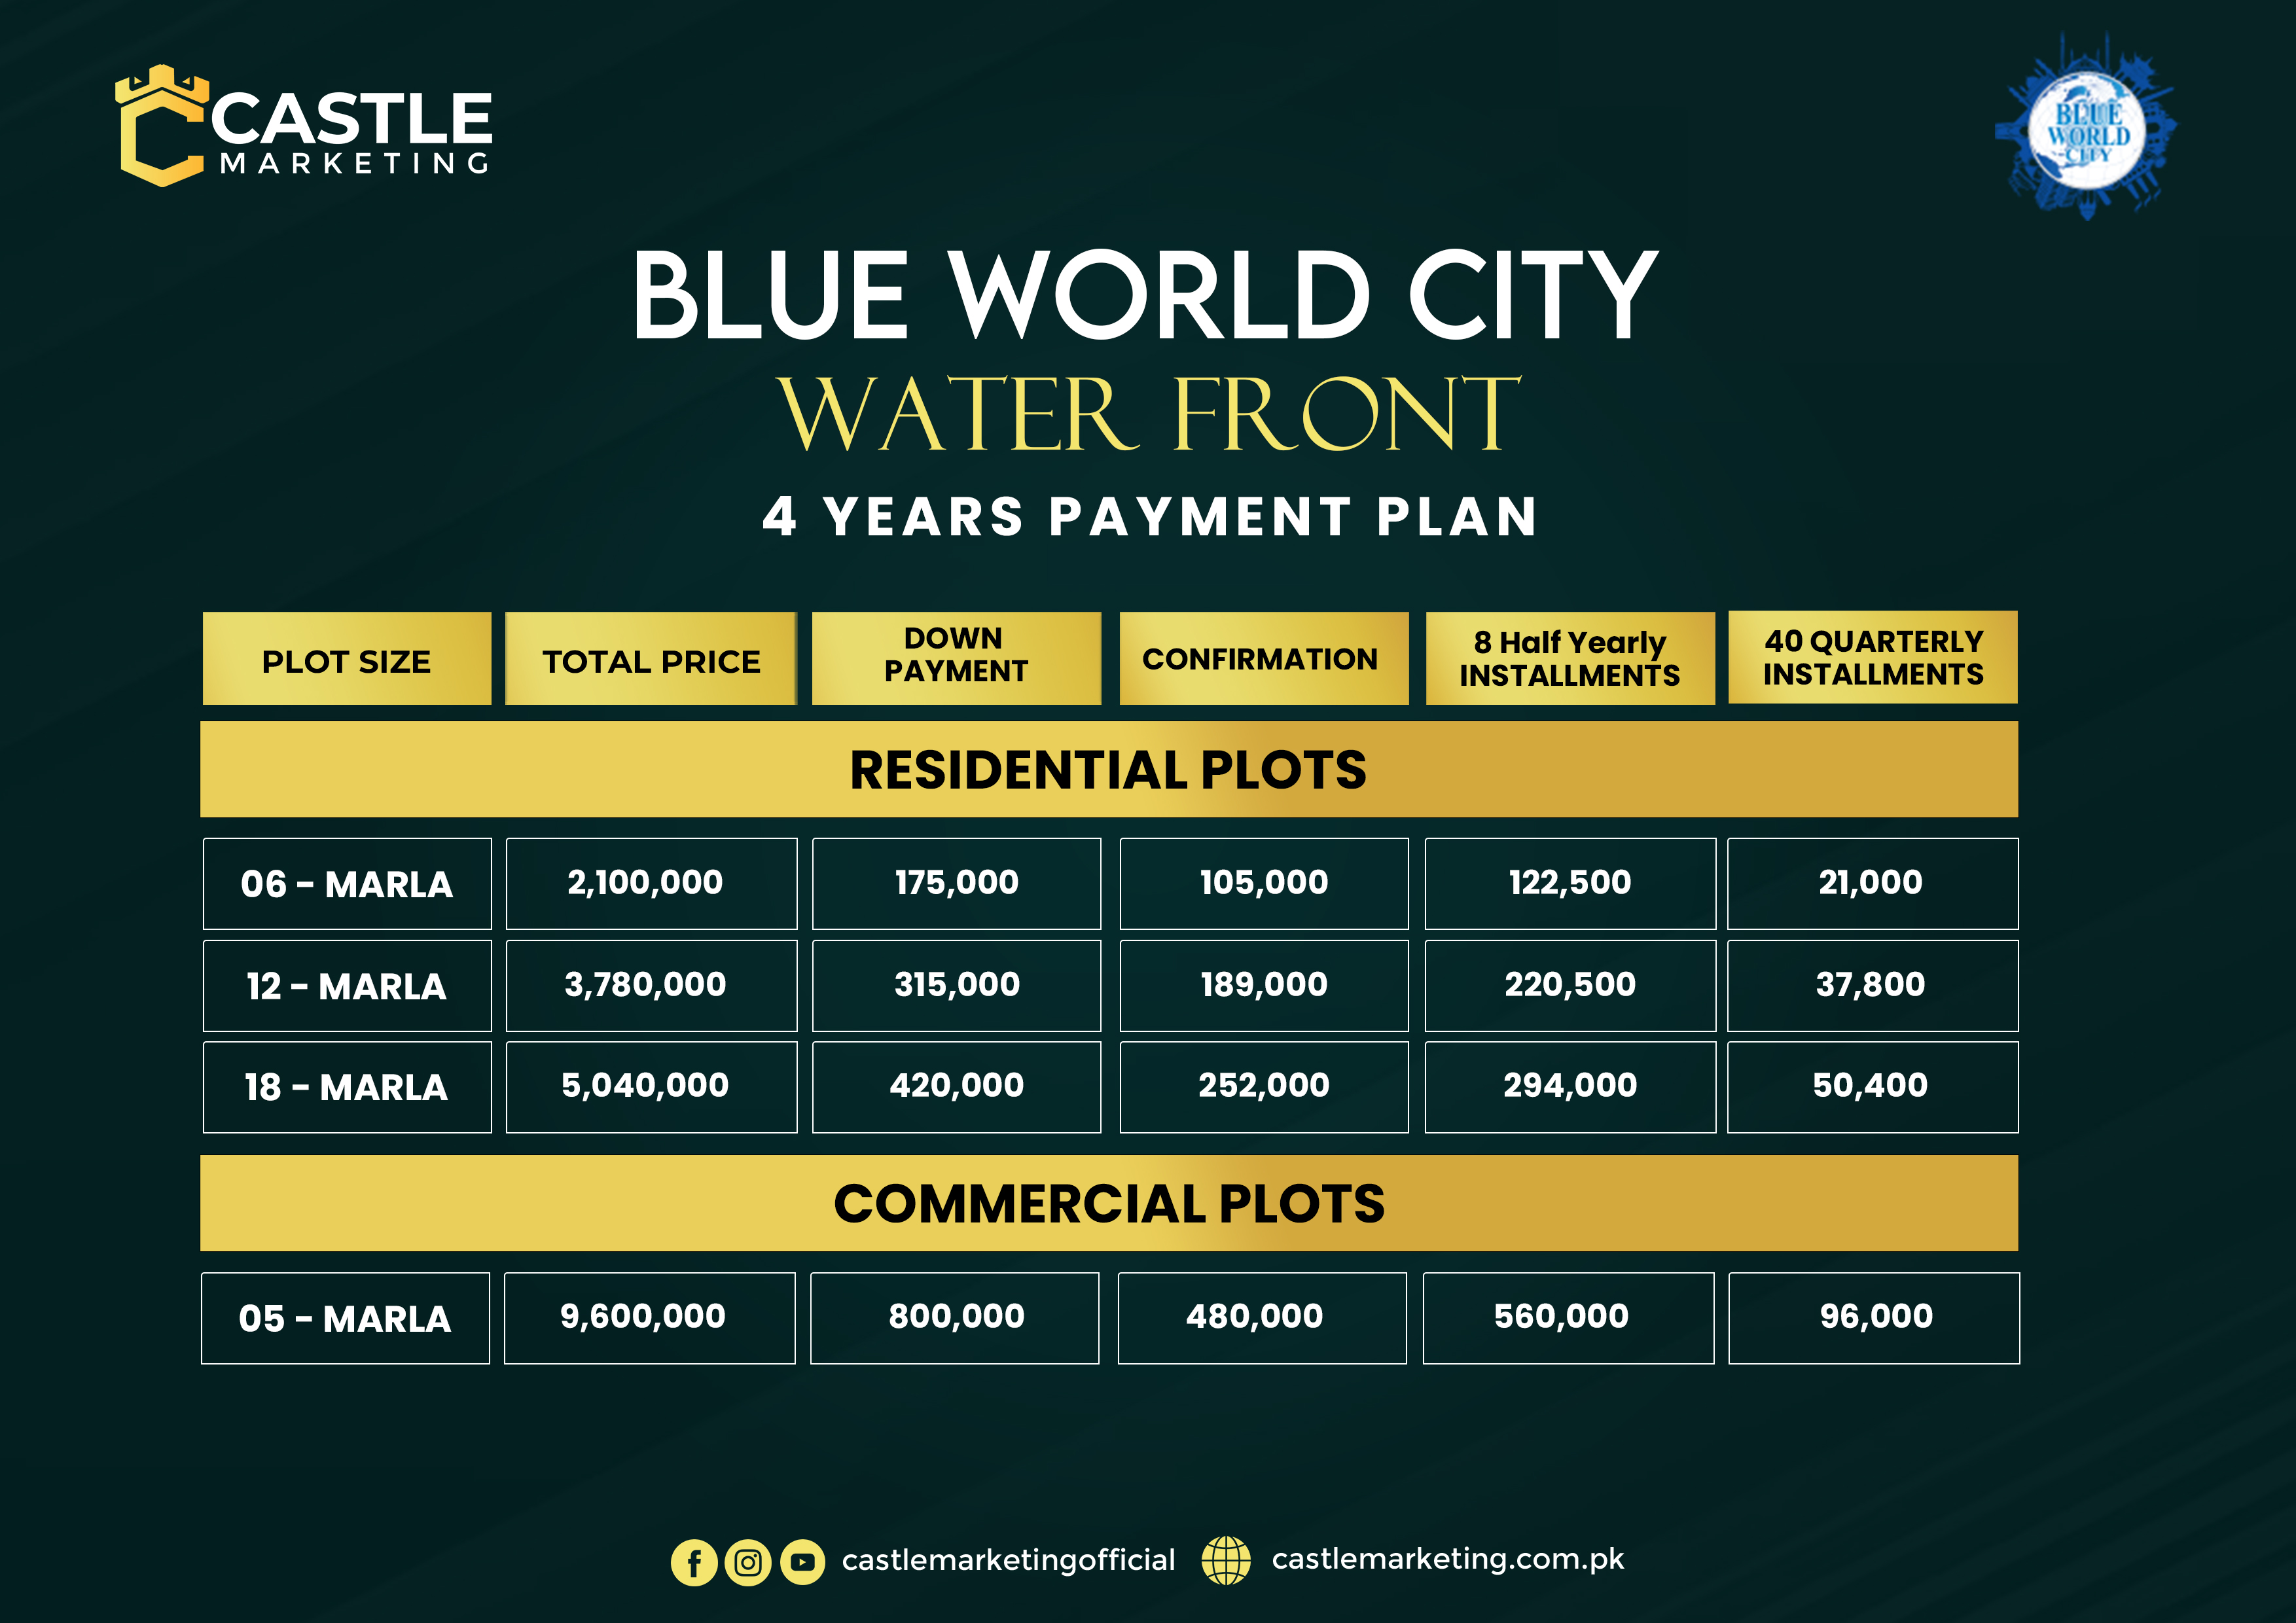 CASTLE
MARKETING
BLUE
WORLD
CITY
BLUE WORLD CITY
WATER FRONT
4 YEARS PAYMENT PLAN
PLOT SIZE TOTAL PRICE DOWN PAYMENT CONFIRMATION 8 Half Yearly INSTALLMENTS 40 QUARTERLY INSTALLMENTS
RESIDENTIAL PLOTS
06 - MARLA 2,100,000 175,000 105,000 122,500 21,000
12 - MARLA 3,780,000 315,000 189,000 220,500 37,800
18 - MARLA 5,040,000 420,000 252,000 294,000 50,400
COMMERCIAL PLOTS
05 - MARLA 9,600,000 800,000 480,000 560,000 96,000
castlemarketingofficial castlemarketing.com.pk